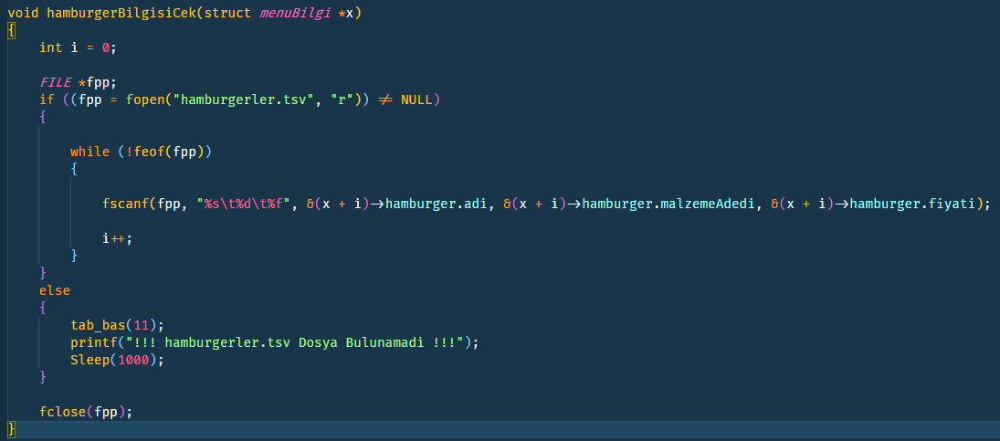 void hamburgerBilgisiCek(struct menuBilgi *x)
{
    int i = 0;
    FILE *fpp;
    if ((fpp = fopen("hamburgerler.tsv", "r")) != NULL)
    {
        while (!feof(fpp))
        {
            fscanf(fpp, "%s\t%d\t%f", &(x + i)->hamburger.adi, &(x + i)->hamburger.malzemeAdedi, &(x + i)->hamburger.fiyati);
            i++;
        }
    }
    else
    {
        tab_bas(11);
        printf("!!! hamburgerler.tsv Dosya Bulunamadi !!!");
        Sleep(1000);
    }
    fclose(fpp);
}